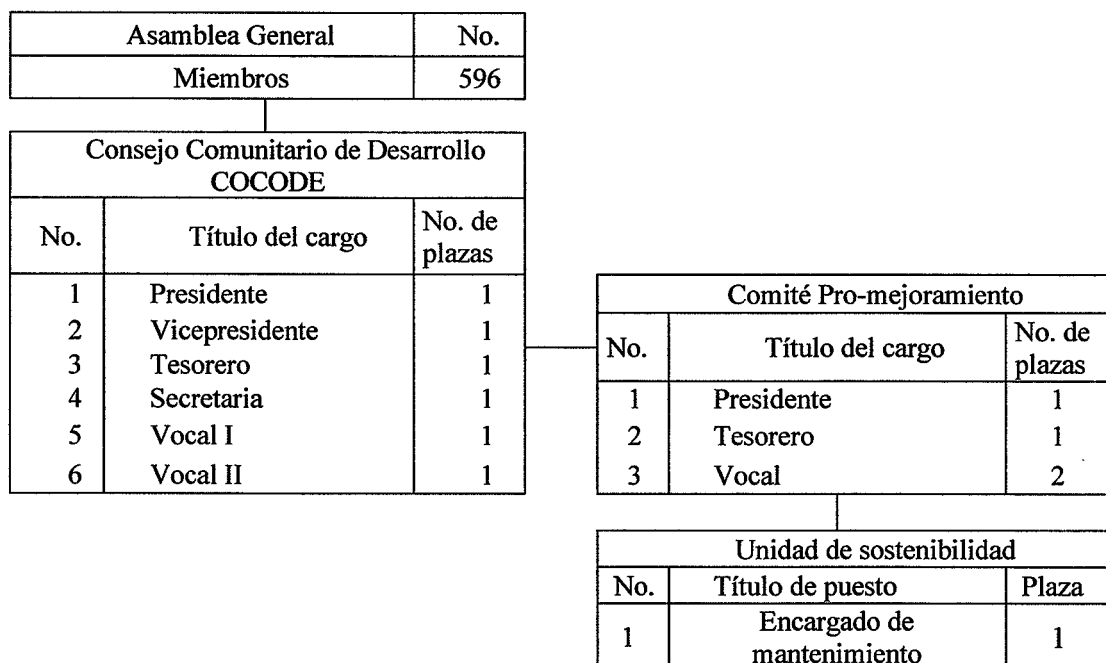 Asamblea General No.
Miembros 596
Consejo Comunitario de Desarrollo
COCODE
No. Título del cargo No. de
plazas
1 Presidente 1
2 Vicepresidente 1
3 Tesorero 1
4 Secretaria 1
5 Vocal I 1
6 Vocal II 1
Comité Pro-mejoramiento
No. Título del cargo No. de
plazas
1 Presidente 1
2 Tesorero 1
3 Vocal 2
Unidad de sostenibilidad
No. Título de puesto Plaza
1 Encargado de
mantenimiento 1